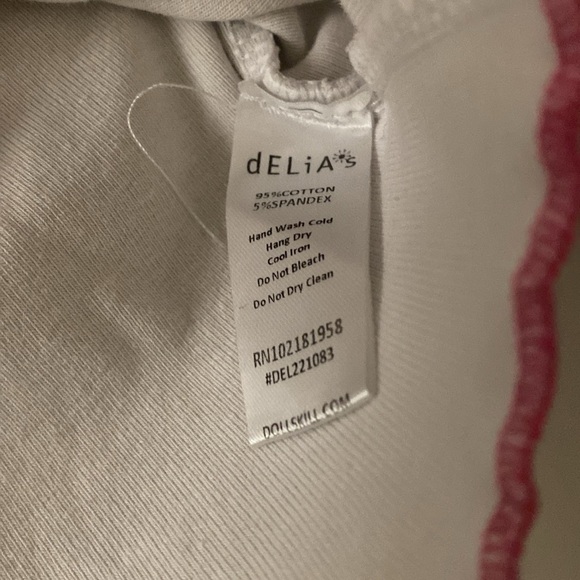 dELiA*s
95%COTTON
5%SPANDEX
Hand Wash Cold
Hang Dry
Cool Iron
Do Not Bleach
Do Not Dry Clean
RN102181958
#DEL221083
DOLLSKILL.COM